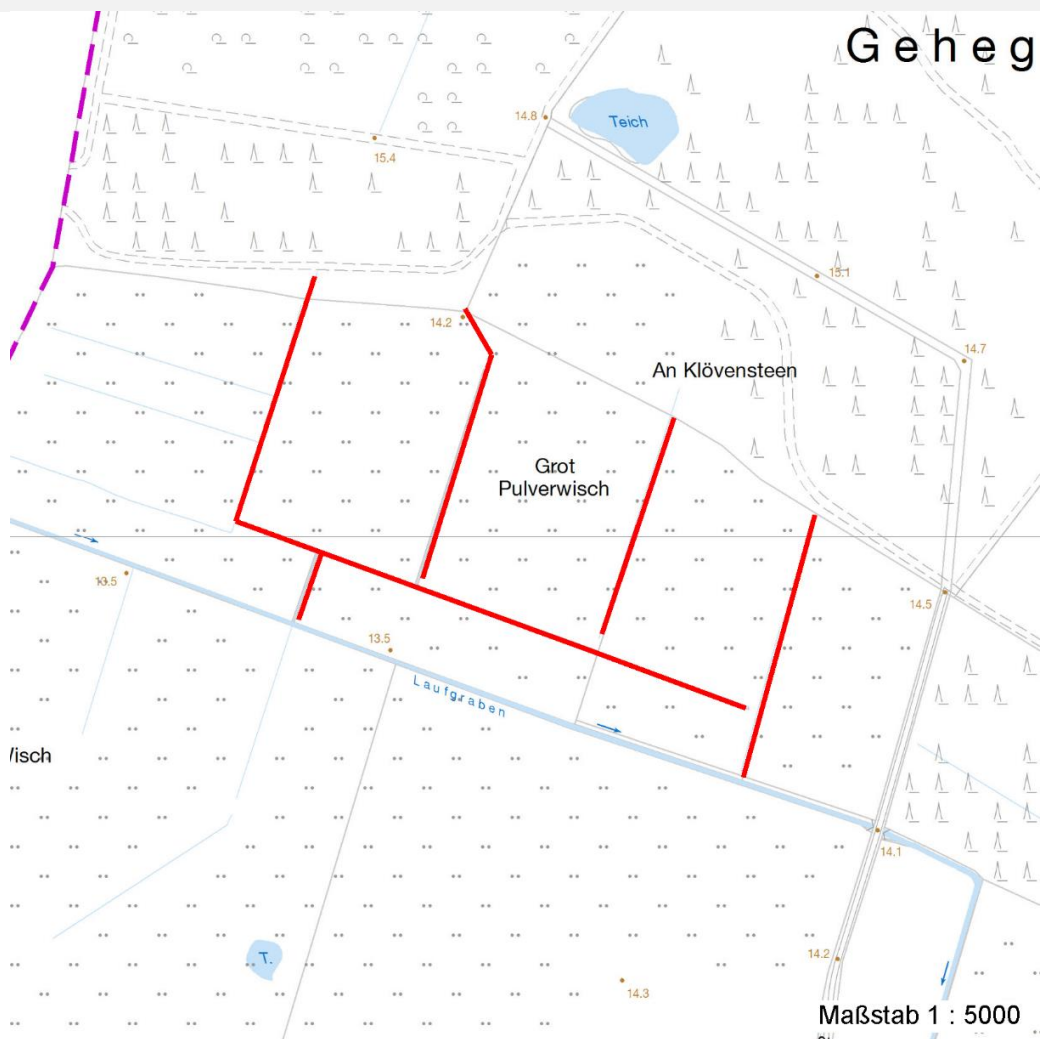 Geheg
14.8
Teich
15.4
15.1
14.2
14.7
An Klövensteen
Grot
Pulverwisch
13.5
14.5
13.5
Laufgraben
14.1
T.
14.2
14.3
Maßstab 1 : 5000